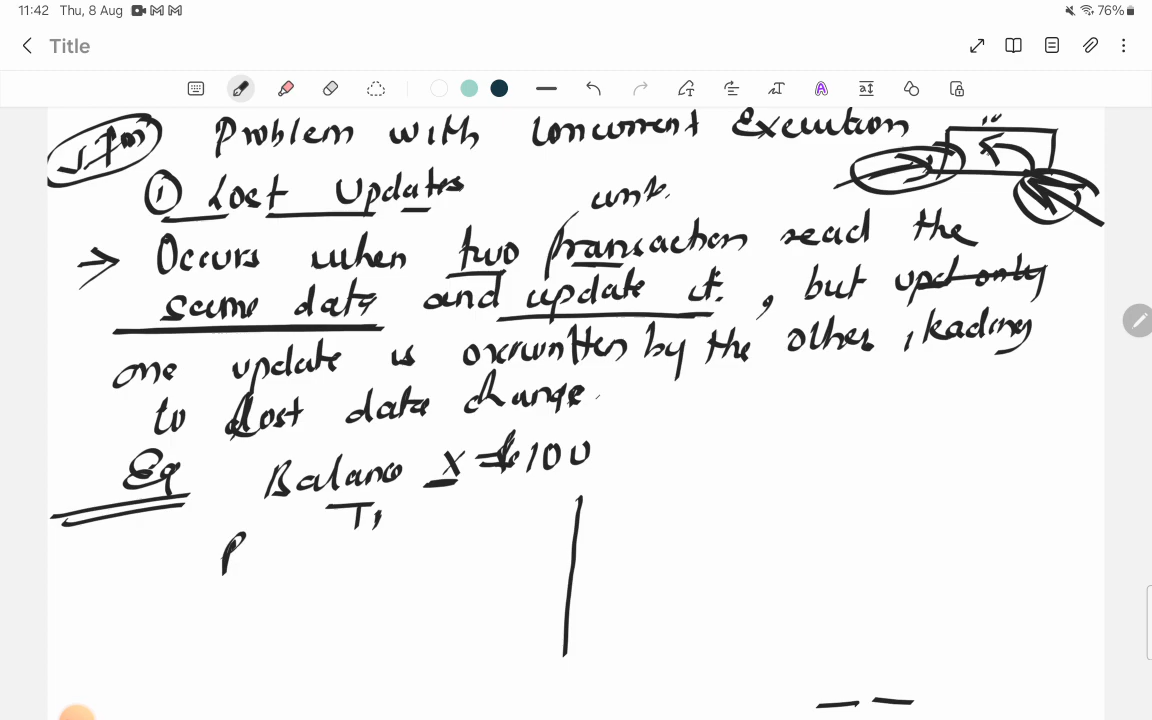 11:42 Thu, 8 Aug
76%
Title
Problem with Concurrent Execution
① Lost Updates
→ Occurs when two transaction read the
same data and update it. , but
one update is overwritten by the other, leading
to lost data change.
Eg Balance X = $100
T1
R